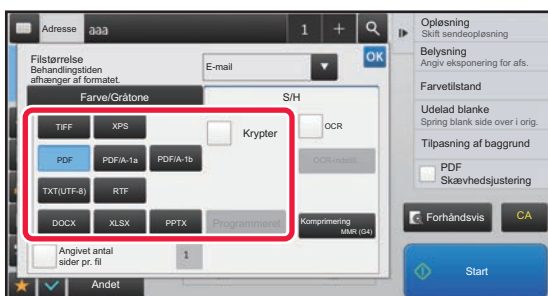 Adresse aaa 1 +
Filstørrelse
Behandlingstiden
afhænger af formatet.
E-mail
OK
Farve/Gråtone
S/H
TIFF XPS
Krypter
OCR
PDF PDF/A-1a PDF/A-1b
OCR-Indstil.
TXT(UTF-8) RTF
DOCX XLSX PPTX
Programmeret
Komprimering
MMR (G4)
Angivet antal
sider pr. fil
1
Andet
Opløsning
Skift sendeopløsning
Belysning
Angiv eksponering for afs.
Farvetilstand
Udelad blanke
Spring blank side over i orig.
Tilpasning af baggrund
PDF
Skævhedsjustering
Forhåndsvis
CA
Start